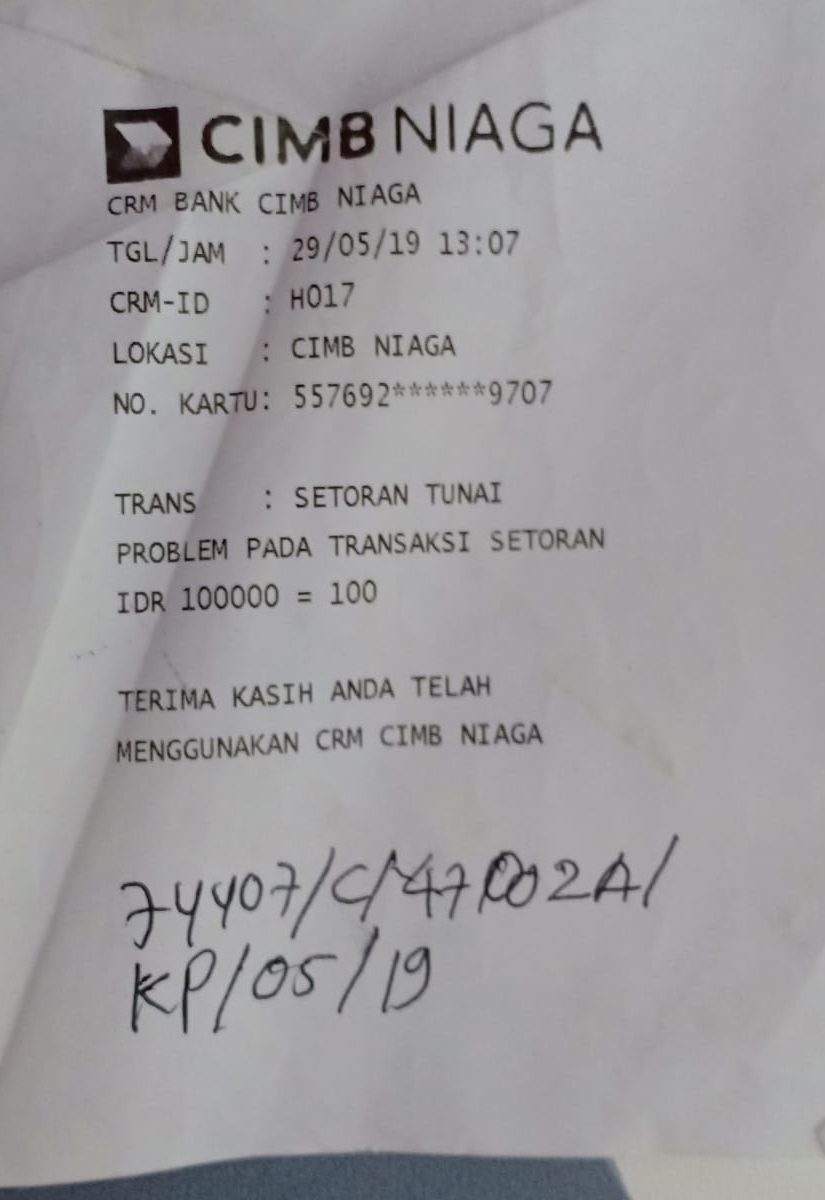 CIMB NIAGA
CRM BANK CIMB NIAGA
TGL/JAM : 29/05/19 13:07
CRM-ID : H017
LOKASI : CIMB NIAGA
NO. KARTU: 557692******9707
TRANS : SETORAN TUNAI
PROBLEM PADA TRANSAKSI SETORAN
IDR 100000 = 100
TERIMA KASIH ANDA TELAH
MENGGUNAKAN CRM CIMB NIAGA
KP/05/19